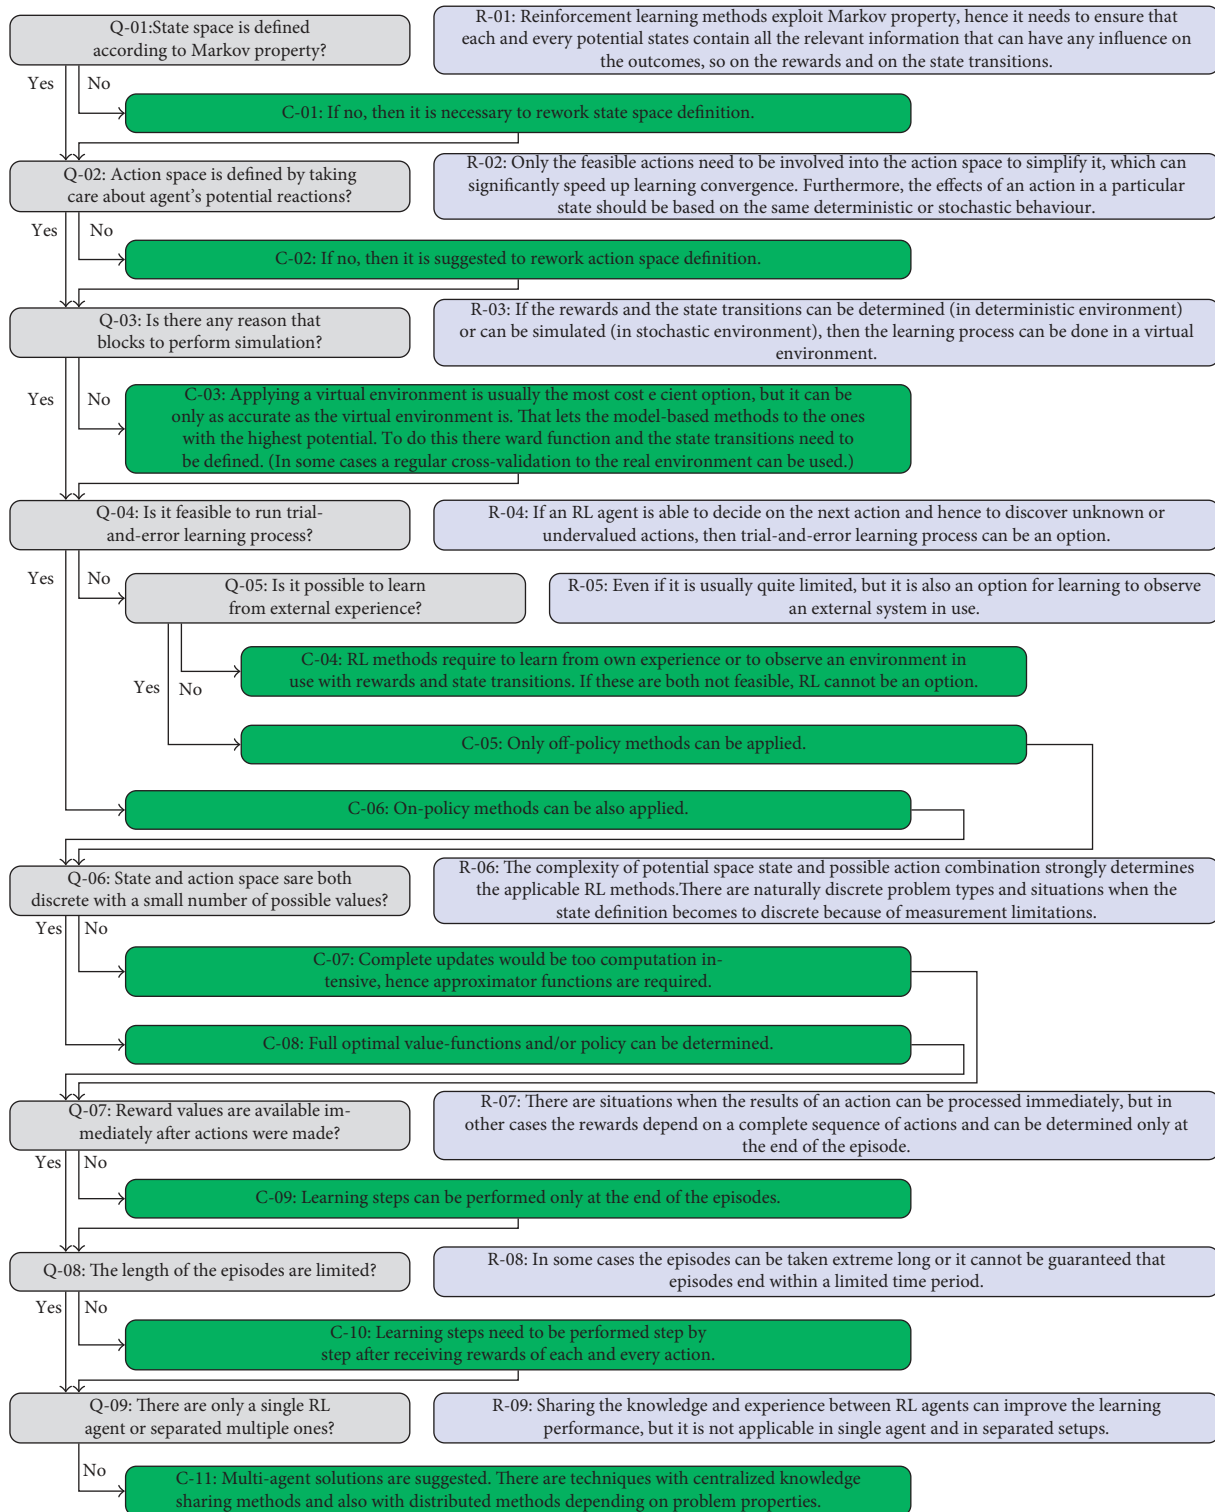 Q-01:State space is defined
according to Markov property?
R-01: Reinforcement learning methods exploit Markov property, hence it needs to ensure that
each and every potential states contain all the relevant information that can have any influence on
the outcomes, so on the rewards and on the state transitions.
Yes
No
C-01: If no, then it is necessary to rework state space definition.
Q-02: Action space is defined by taking
care about agent's potential reactions?
R-02: Only the feasible actions need to be involved into the action space to simplify it, which can
significantly speed up learning convergence. Furthermore, the effects of an action in a particular
state should be based on the same deterministic or stochastic behaviour.
Yes
No
C-02: If no, then it is suggested to rework action space definition.
Q-03: Is there any reason that
blocks to perform simulation?
R-03: If the rewards and the state transitions can be determined (in deterministic environment)
or can be simulated (in stochastic environment), then the learning process can be done in a virtual
environment.
Yes
No
C-03: Applying a virtual environment is usually the most cost e cient option, but it can be
only as accurate as the virtual environment is. That lets the model-based methods to the ones
with the highest potential. To do this there ward function and the state transitions need to
be defined. (In some cases a regular cross-validation to the real environment can be used.)
Q-04: Is it feasible to run trial-
and-error learning process?
R-04: If an RL agent is able to decide on the next action and hence to discover unknown or
undervalued actions, then trial-and-error learning process can be an option.
Yes
No
Q-05: Is it possible to learn
from external experience?
R-05: Even if it is usually quite limited, but it is also an option for learning to observe
an external system in use.
C-04: RL methods require to learn from own experience or to observe an environment in
use with rewards and state transitions. If these are both not feasible, RL cannot be an option.
Yes
No
C-05: Only off-policy methods can be applied.
C-06: On-policy methods can be also applied.
Q-06: State and action space sare both
discrete with a small number of possible values?
R-06: The complexity of potential space state and possible action combination strongly determines
the applicable RL methods.There are naturally discrete problem types and situations when the
state definition becomes to discrete because of measurement limitations.
Yes
No
C-07: Complete updates would be too computation in-
tensive, hence approximator functions are required.
C-08: Full optimal value-functions and/or policy can be determined.
Q-07: Reward values are available im-
mediately after actions were made?
R-07: There are situations when the results of an action can be processed immediately, but in
other cases the rewards depend on a complete sequence of actions and can be determined only at
the end of the episode.
Yes
No
C-09: Learning steps can be performed only at the end of the episodes.
Q-08: The length of the episodes are limited?
R-08: In some cases the episodes can be taken extreme long or it cannot be guaranteed that
episodes end within a limited time period.
Yes
No
C-10: Learning steps need to be performed step by
step after receiving rewards of each and every action.
Q-09: There are only a single RL
agent or separated multiple ones?
R-09: Sharing the knowledge and experience between RL agents can improve the learning
performance, but it is not applicable in single agent and in separated setups.
No
C-11: Multi-agent solutions are suggested. There are techniques with centralized knowledge
sharing methods and also with distributed methods depending on problem properties.